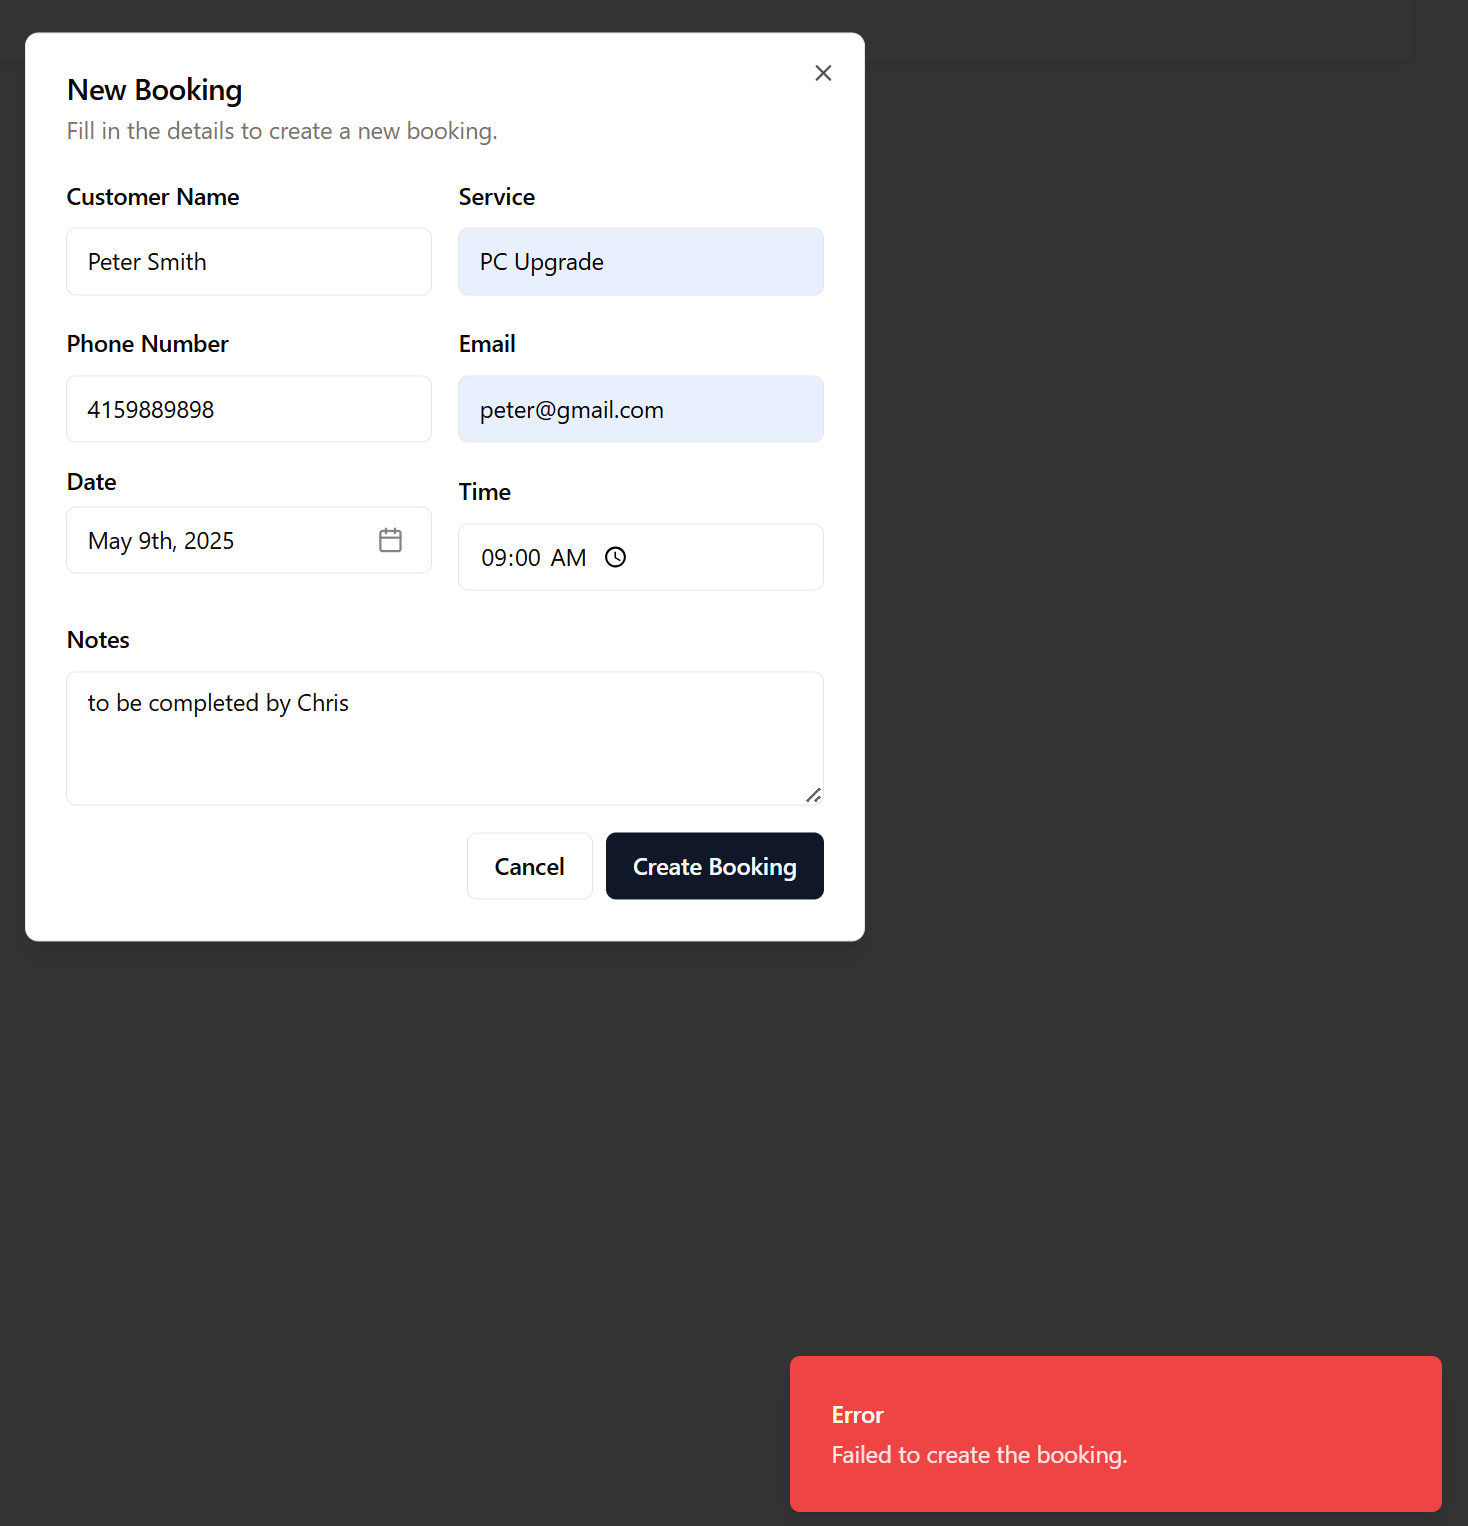 New Booking
Fill in the details to create a new booking.
Customer Name
Service
Peter Smith
PC Upgrade
Phone Number
Email
4159889898
peter@gmail.com
Date
Time
May 9th, 2025
09:00 AM
Notes
to be completed by Chris
Cancel
Create Booking
Error
Failed to create the booking.